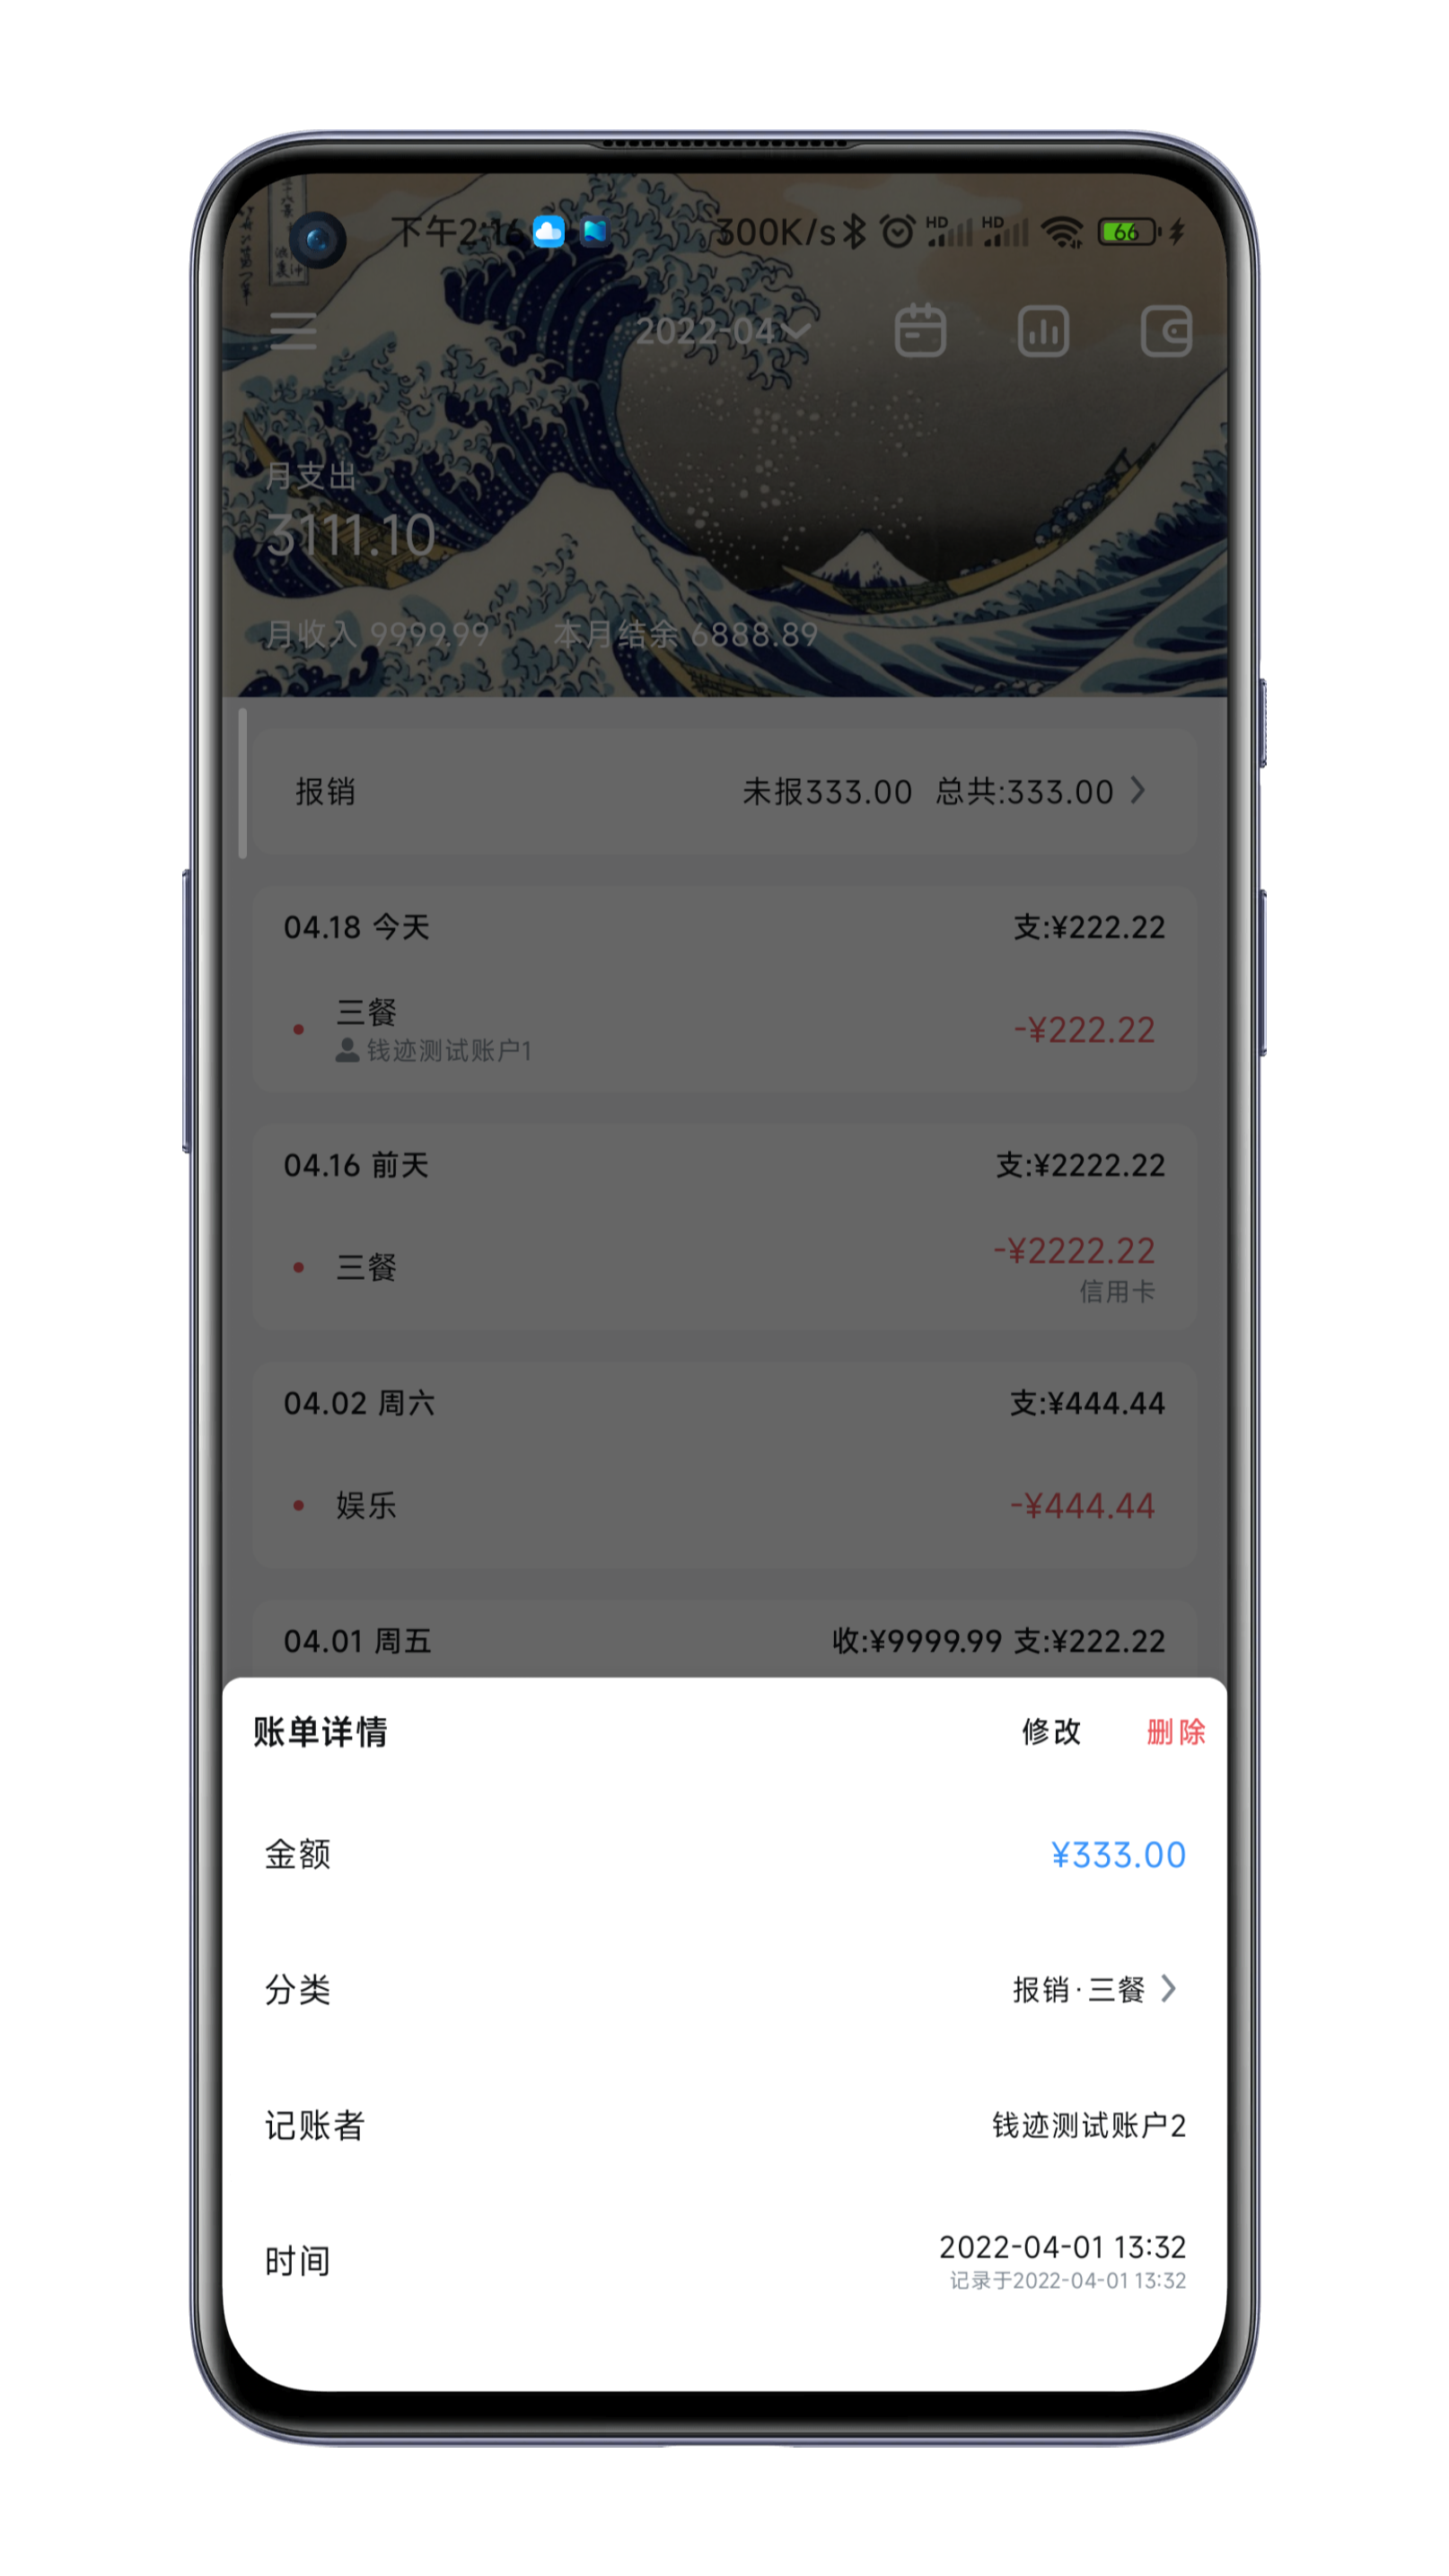 下午2:16 300K/s HD HD 66
2022-04
月支出
3111.10
月收入 9999.99 本月结余 6888.89
报销 未报333.00 总共:333.00
04.18 今天 支:¥222.22
三餐 -¥222.22
钱迹测试账户1
04.16 前天 支:¥2222.22
三餐 -¥2222.22
信用卡
04.02 周六 支:¥444.44
娱乐 -¥444.44
04.01 周五 收:¥9999.99 支:¥222.22
账单详情 修改 删除
金额 ¥333.00
分类 报销·三餐
记账者 钱迹测试账户2
时间 2022-04-01 13:32
记录于2022-04-01 13:32